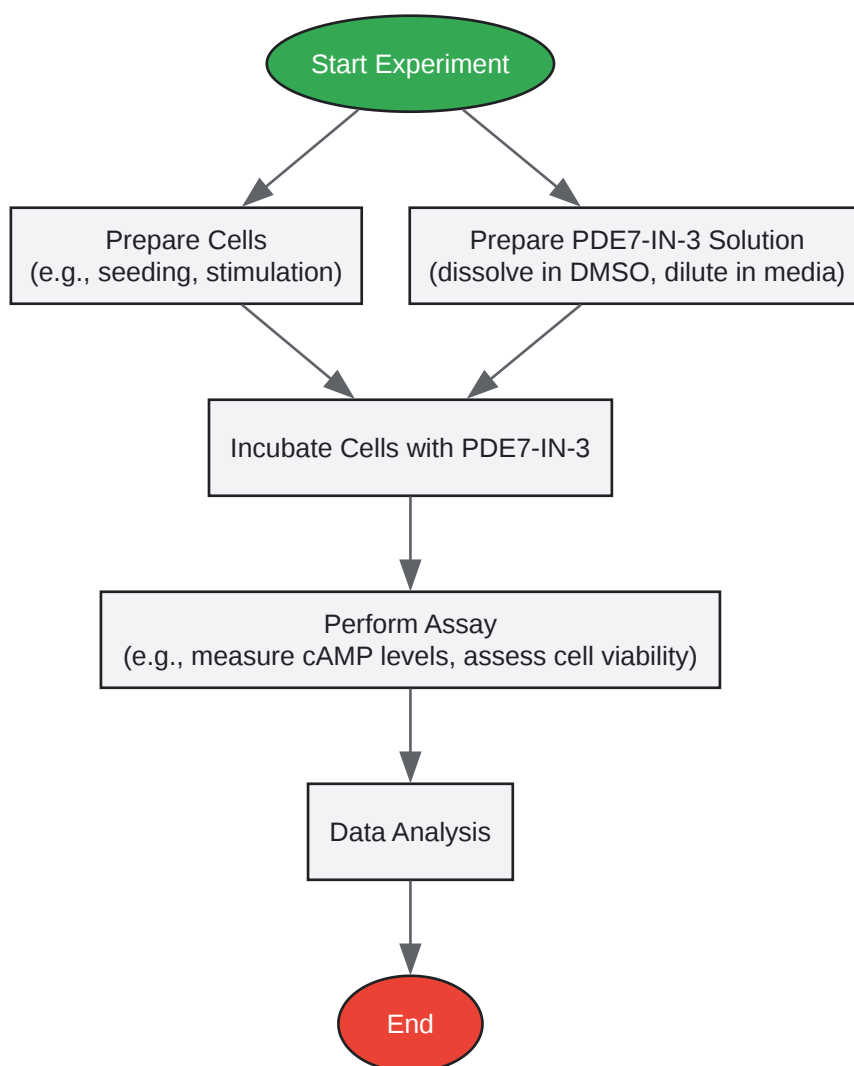 Start Experiment
Prepare Cells
(e.g., seeding, stimulation)
Prepare PDE7-IN-3 Solution
(dissolve in DMSO, dilute in media)
Incubate Cells with PDE7-IN-3
Perform Assay
(e.g., measure cAMP levels, assess cell viability)
Data Analysis
End